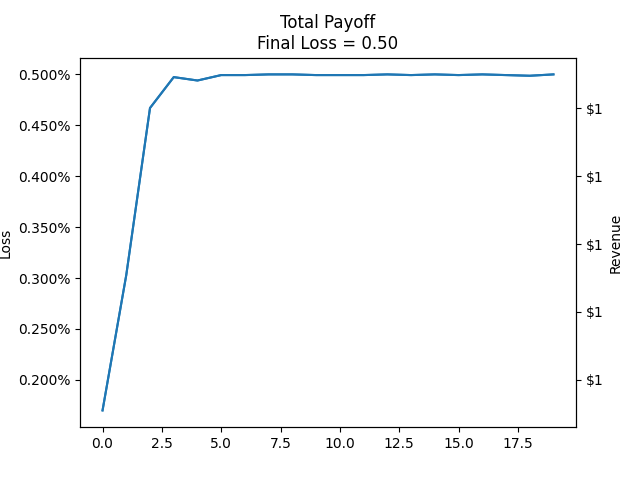 Total Payoff
Final Loss = 0.50
0.500%
0.450%
0.400%
0.350%
0.300%
0.250%
0.200%
Loss
$1
$1
$1
$1
$1
Revenue
0.0 2.5 5.0 7.5 10.0 12.5 15.0 17.5